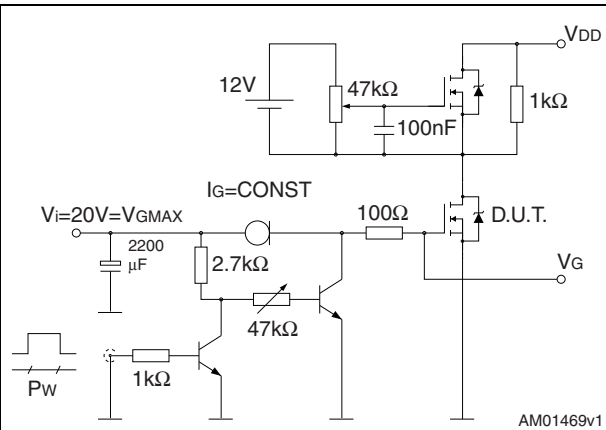 VDD
12V
47kΩ
1kΩ
100nF
IG=CONST
Vi=20V=VGMAX
100Ω
D.U.T.
2200
μF
2.7kΩ
VG
47kΩ
1kΩ
PW
AM01469v1